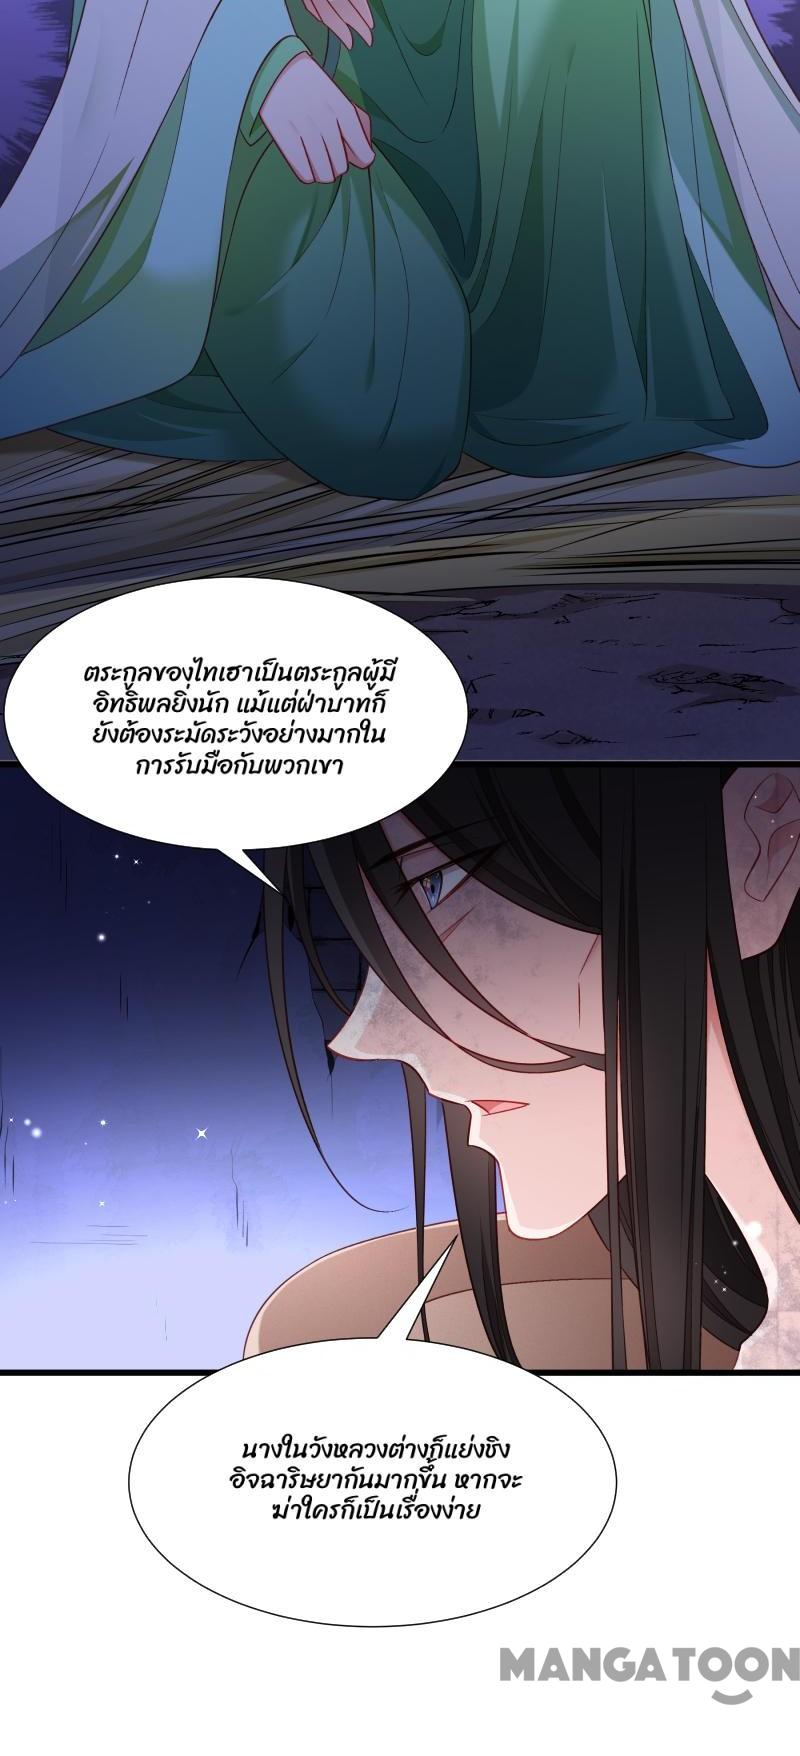 ตระกูลของไทเฮาเป็นตระกูลผู้มี
อิทธิพลยิ่งนัก แม้แต่ฝ่าบาทก็
ยังต้องระมัดระวังอย่างมากใน
การรับมือกับพวกเขา
นางในวังหลวงต่างก็แย่งชิง
อิจฉาริษยากันมากขึ้น หากจะ
ฆ่าใครก็เป็นเรื่องง่าย
MANGATOON